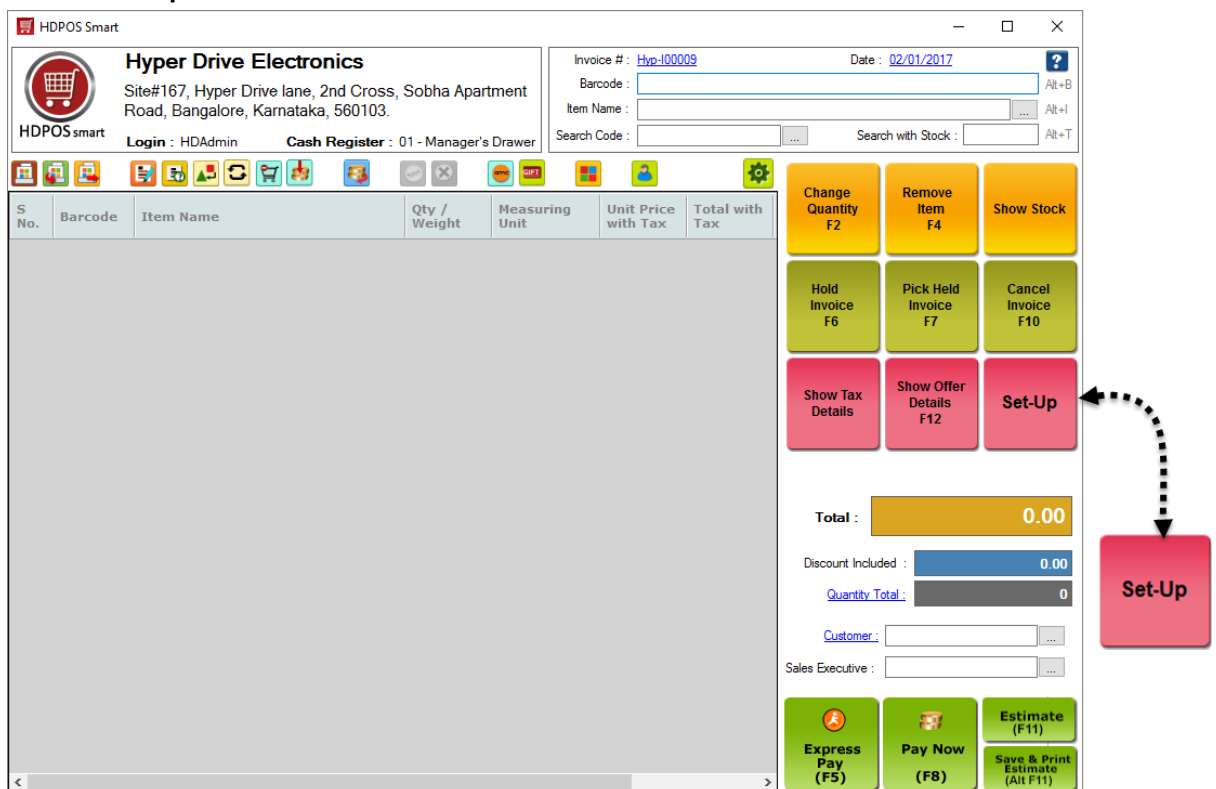 HDPOS Smart
HDPOS smart
Hyper Drive Electronics
Site#167, Hyper Drive lane, 2nd Cross, Sobha Apartment
Road, Bangalore, Karnataka, 560103.
Login : HDAdmin Cash Register : 01 - Manager's Drawer
Invoice # : Hyp-I00009 Date : 02/01/2017 ?
Barcode : Alt+B
Item Name : ... Alt+I
Search Code : ... Search with Stock : Alt+T
amc GIFT
S No. Barcode Item Name Qty / Weight Measuring Unit Unit Price with Tax Total with Tax
Change
Quantity
F2
Remove
Item
F4
Show Stock
Hold
Invoice
F6
Pick Held
Invoice
F7
Cancel
Invoice
F10
Show Tax
Details
Show Offer
Details
F12
Set-Up
Total : 0.00
Discount Included : 0.00
Quantity Total : 0
Customer : ...
Sales Executive : ...
Express
Pay
(F5)
Pay Now
(F8)
Estimate
(F11)
Save & Print
Estimate
(Alt F11)
Set-Up